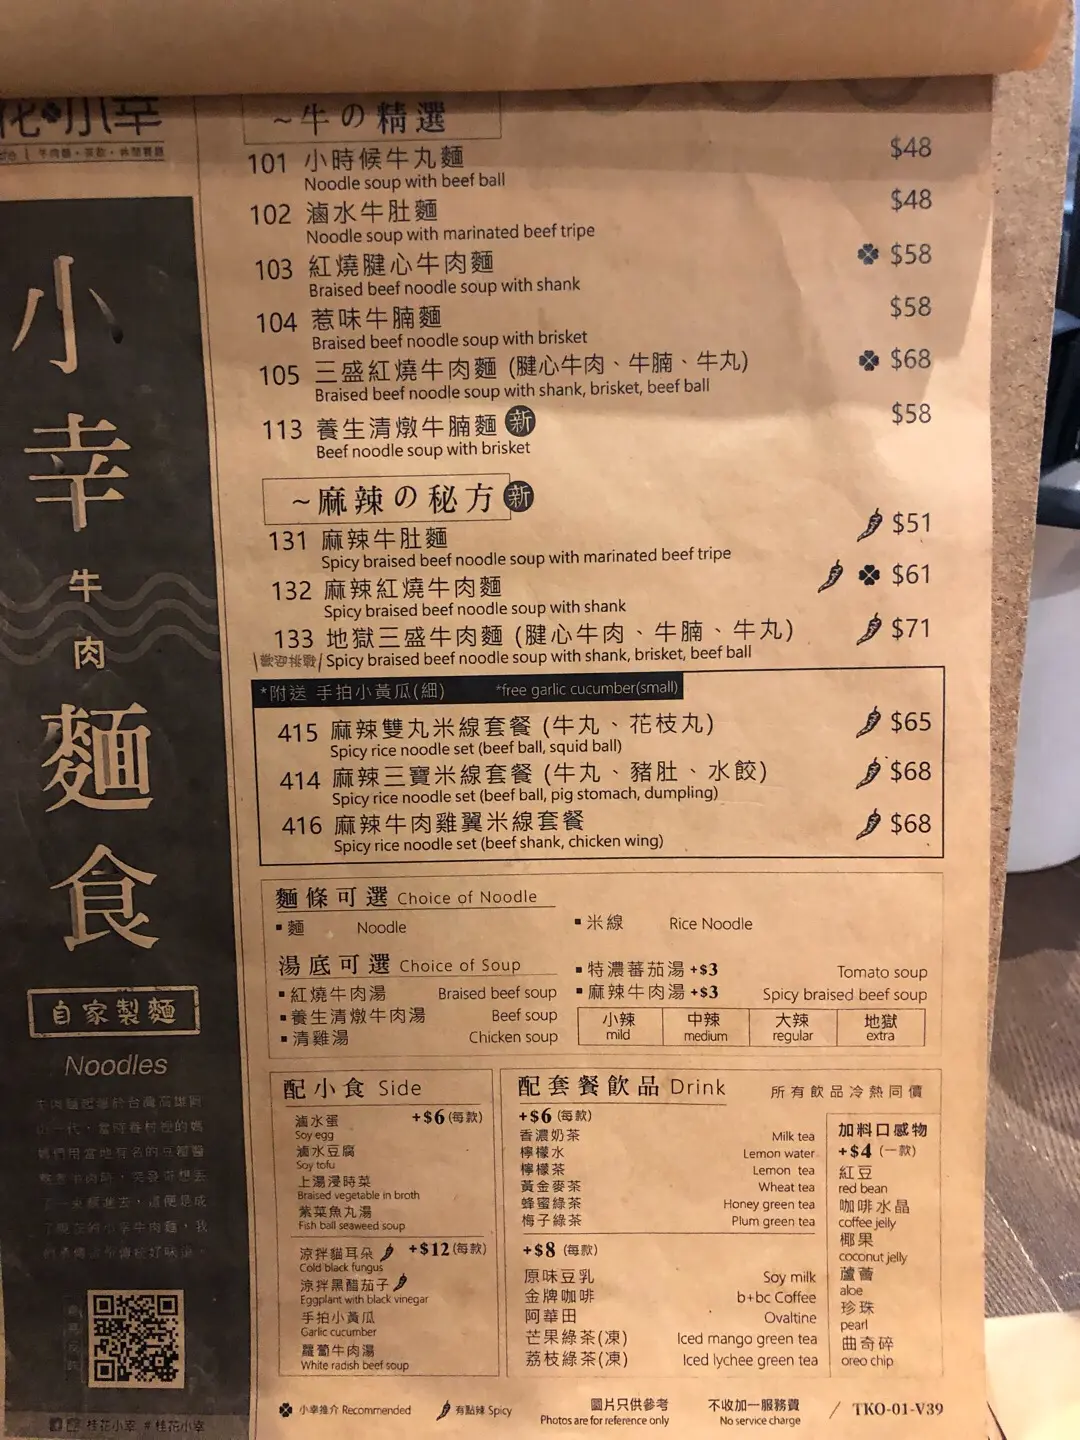 花小幸
牛肉麵・茶飲・休閒餐廳
小幸牛肉麵食
自家製麵
Noodles
桂花小幸 #桂花小幸
~牛の精選
101 小時候牛丸麵 $48
Noodle soup with beef ball
102 滷水牛肚麵 $48
Noodle soup with marinated beef tripe
103 紅燒腱心牛肉麵 $58
Braised beef noodle soup with shank
104 惹味牛腩麵 $58
Braised beef noodle soup with brisket
105 三盛紅燒牛肉麵 (腱心牛肉、牛腩、牛丸) $68
Braised beef noodle soup with shank, brisket, beef ball
113 養生清燉牛腩麵 新 $58
Beef noodle soup with brisket
~麻辣の秘方 新
131 麻辣牛肚麵 $51
Spicy braised beef noodle soup with marinated beef tripe
132 麻辣紅燒牛肉麵 $61
Spicy braised beef noodle soup with shank
133 地獄三盛牛肉麵 (腱心牛肉、牛腩、牛丸) $71
\歡迎挑戰/ Spicy braised beef noodle soup with shank, brisket, beef ball
*附送 手拍小黃瓜(細) *free garlic cucumber(small)
415 麻辣雙丸米線套餐 (牛丸、花枝丸) $65
Spicy rice noodle set (beef ball, squid ball)
414 麻辣三寶米線套餐 (牛丸、豬肚、水餃) $68
Spicy rice noodle set (beef ball, pig stomach, dumpling)
416 麻辣牛肉雞翼米線套餐 $68
Spicy rice noodle set (beef shank, chicken wing)
麵條可選 Choice of Noodle
▪麵 Noodle ▪米線 Rice Noodle
湯底可選 Choice of Soup
▪紅燒牛肉湯 Braised beef soup
▪養生清燉牛肉湯 Beef soup
▪清雞湯 Chicken soup
▪特濃蕃茄湯 +$3 Tomato soup
▪麻辣牛肉湯 +$3 Spicy braised beef soup
小辣 中辣 大辣 地獄
mild medium regular extra
配小食 Side
滷水蛋 +$6 (每款)
Soy egg
滷水豆腐
Soy tofu
上湯浸時菜
Braised vegetable in broth
紫菜魚丸湯
Fish ball seaweed soup
涼拌貓耳朵 +$12 (每款)
Cold black fungus
涼拌黑醋茄子
Eggplant with black vinegar
手拍小黃瓜
Garlic cucumber
蘿蔔牛肉湯
White radish beef soup
配套餐飲品 Drink 所有飲品冷熱同價
+$6 (每款)
香濃奶茶 Milk tea
檸檬水 Lemon water
檸檬茶 Lemon tea
黃金麥茶 Wheat tea
蜂蜜綠茶 Honey green tea
梅子綠茶 Plum green tea
+$8 (每款)
原味豆乳 Soy milk
金牌咖啡 b+bc Coffee
阿華田 Ovaltine
芒果綠茶(凍) Iced mango green tea
荔枝綠茶(凍) Iced lychee green tea
加料口感物
+$4 (一款)
紅豆
red bean
咖啡水晶
coffee jelly
椰果
coconut jelly
蘆薈
aloe
珍珠
pearl
曲奇碎
oreo chip
小幸推介 Recommended 有點辣 Spicy
圖片只供參考
Photos are for reference only
不收加一服務費
No service charge
/ TKO-01-V39